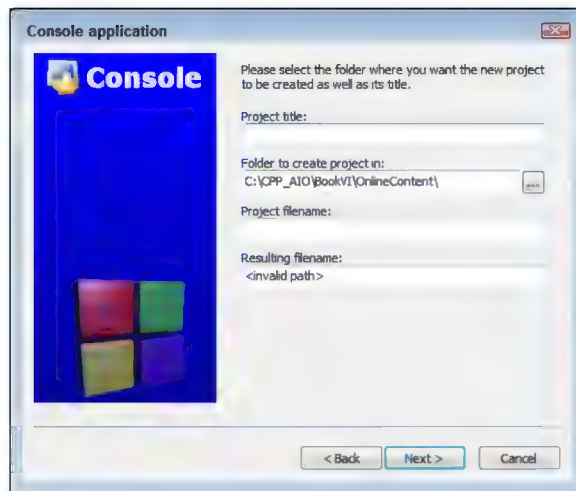 Console application
Console
Please select the folder where you want the new project
to be created as well as its title.
Project title:
Folder to create project in:
C:\CPP_AIO\BookVI\OnlineContent\
...
Project filename:
Resulting filename:
<invalid path>
< Back
Next >
Cancel